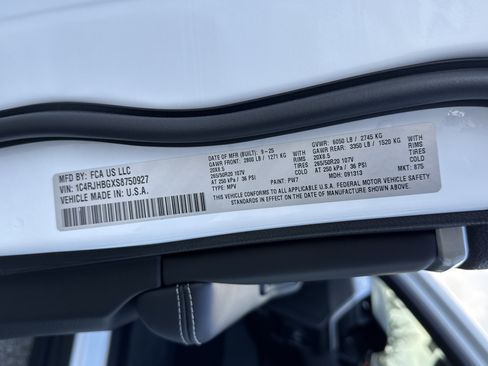 MFD BY: FCA US LLC
VIN: 1C4RJHBGXS8750927
VEHICLE MADE IN: U.S.A.
DATE OF MFR (BUILT): 9-25
GAWR FRONT: 2800 LB / 1271 KG
20X8.5
265/50R20 107V
AT 250 kPa / 36 PSI
TYPE: MPV
PAINT: PW7
WITH
RIMS
TIRES
COLD
GVWR: 6050 LB / 2745 KG
GAWR REAR: 3350 LB / 1520 KG
20X8.5
265/50R20 107V
AT 250 kPa / 36 PSI
MDH: 091313
WITH
RIMS
TIRES
COLD
MKT: 875
THIS VEHICLE CONFORMS TO ALL APPLICABLE U.S.A. FEDERAL MOTOR VEHICLE SAFETY
STANDARDS IN EFFECT ON THE DATE OF MANUFACTURE SHOWN ABOVE.